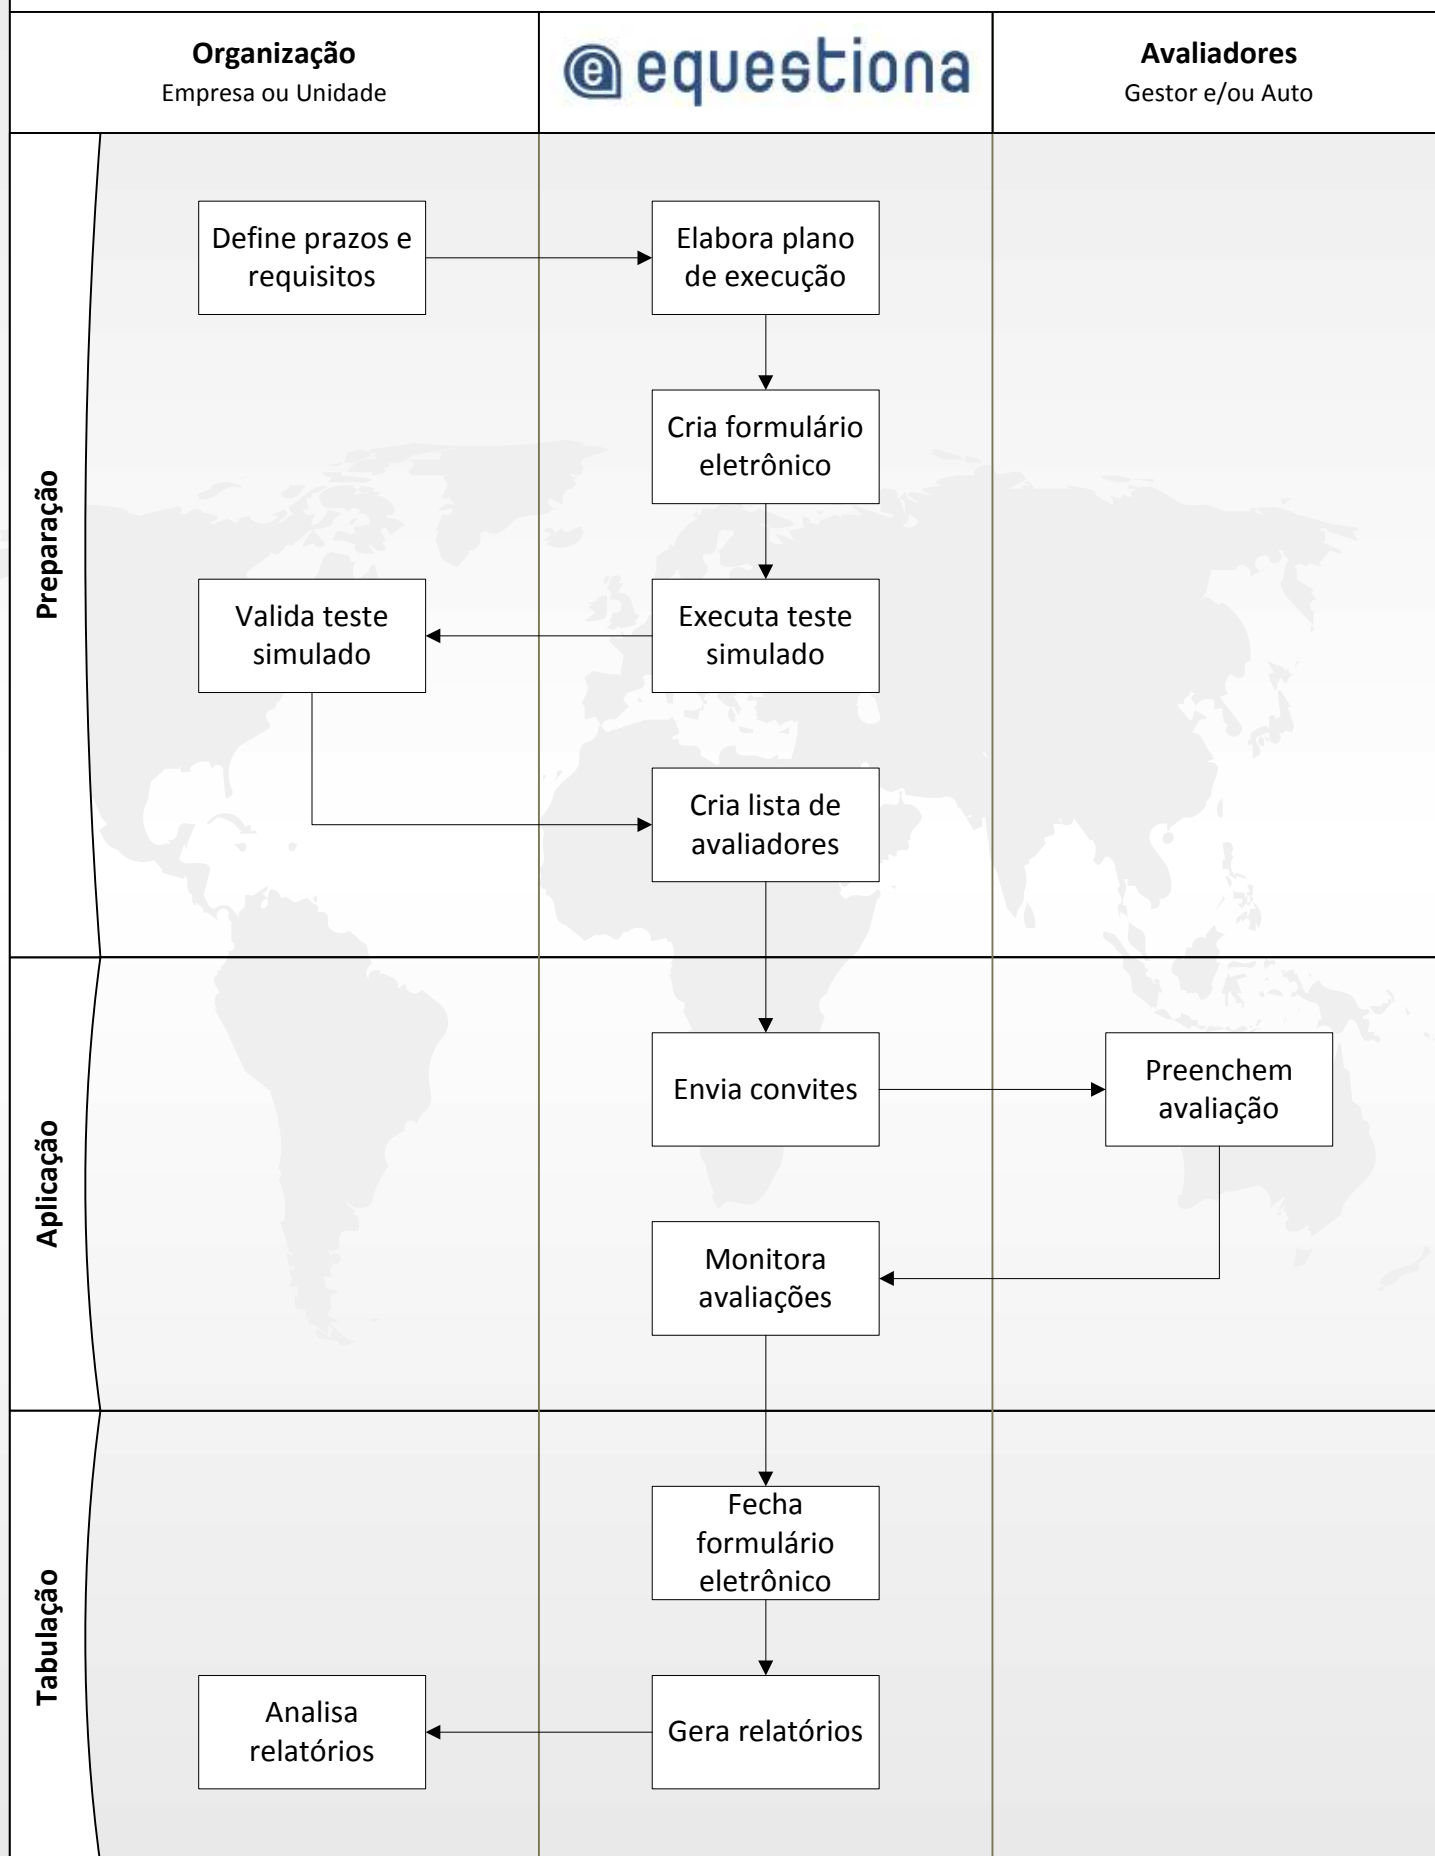 Organização
Empresa ou Unidade
equestiona
Avaliadores
Gestor e/ou Auto
Preparação
Define prazos e
requisitos
Elabora plano
de execução
Cria formulário
eletrônico
Executa teste
simulado
Valida teste
simulado
Cria lista de
avaliadores
Aplicação
Envia convites
Preenchem
avaliação
Monitora
avaliações
Tabulação
Fecha
formulário
eletrônico
Gera relatórios
Analisa
relatórios